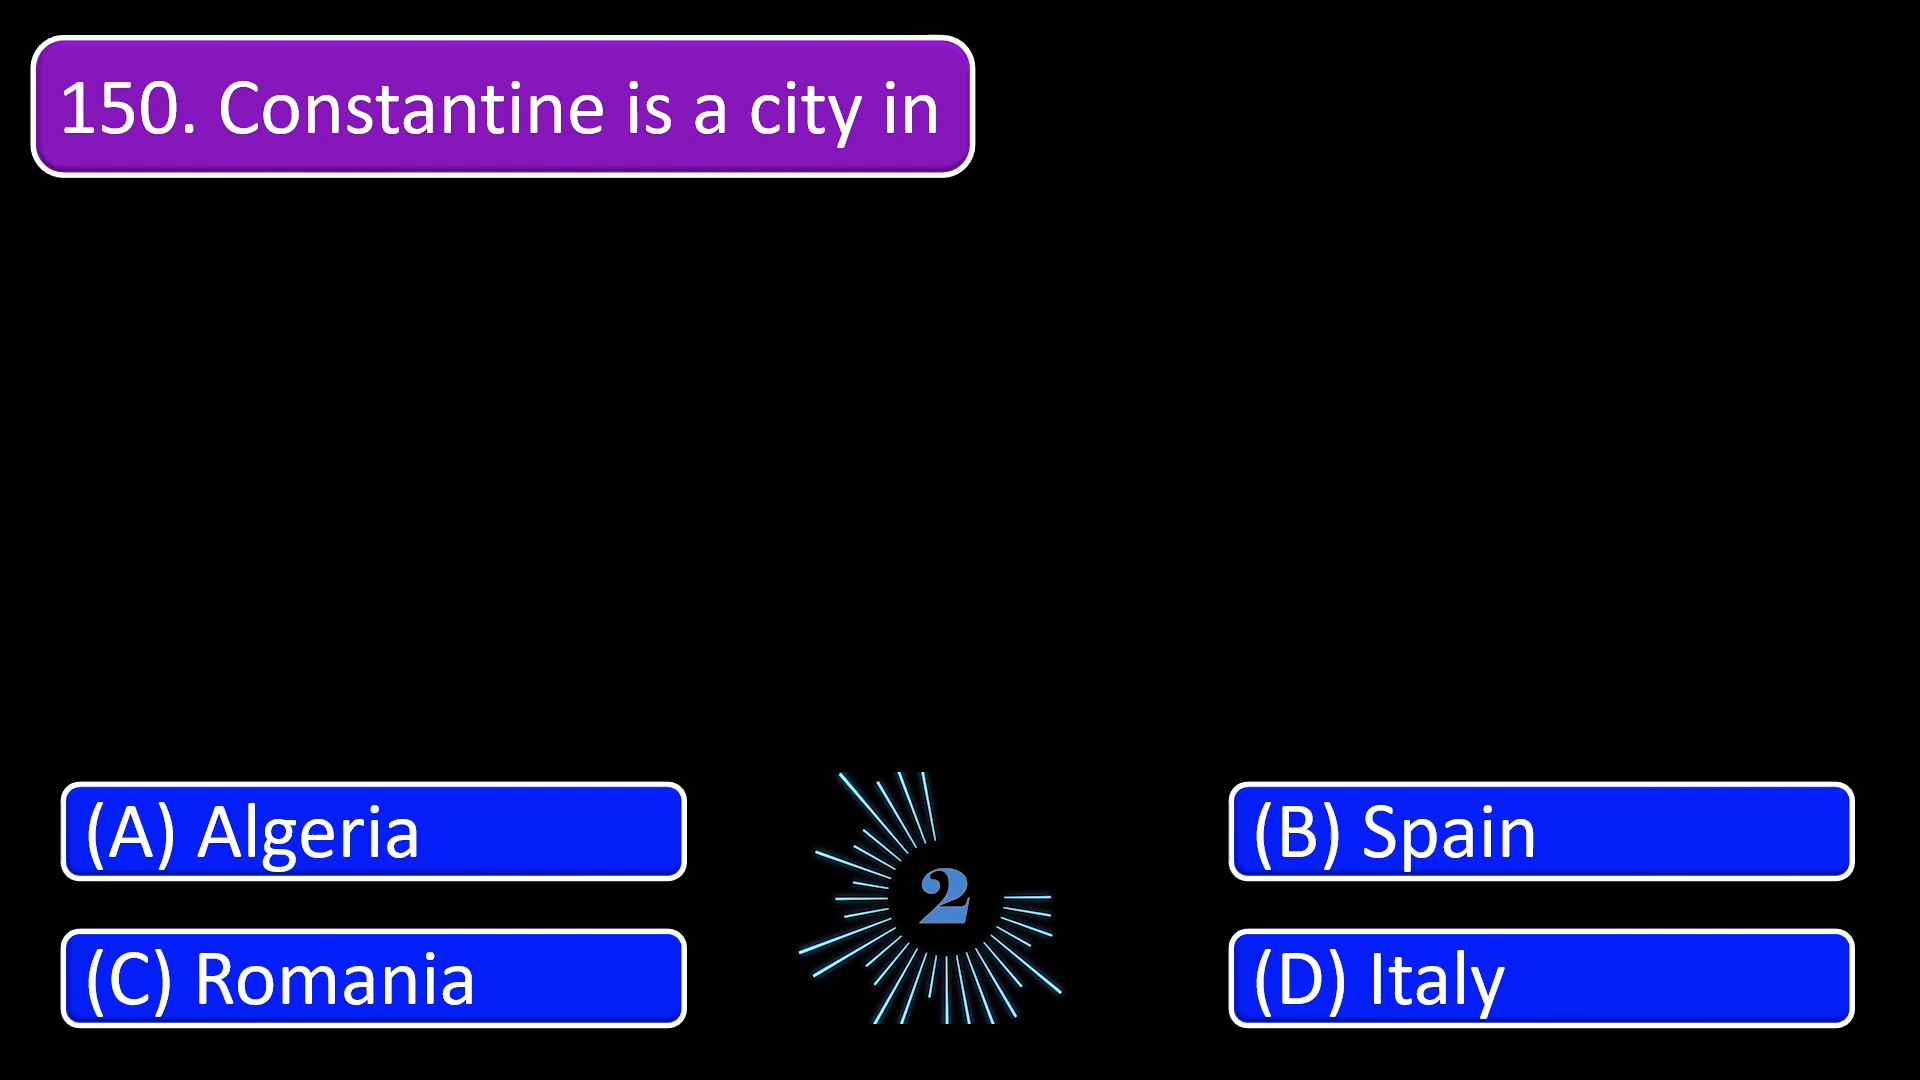 150. Constantine is a city in
(A) Algeria
(B) Spain
2
(C) Romania
(D) Italy